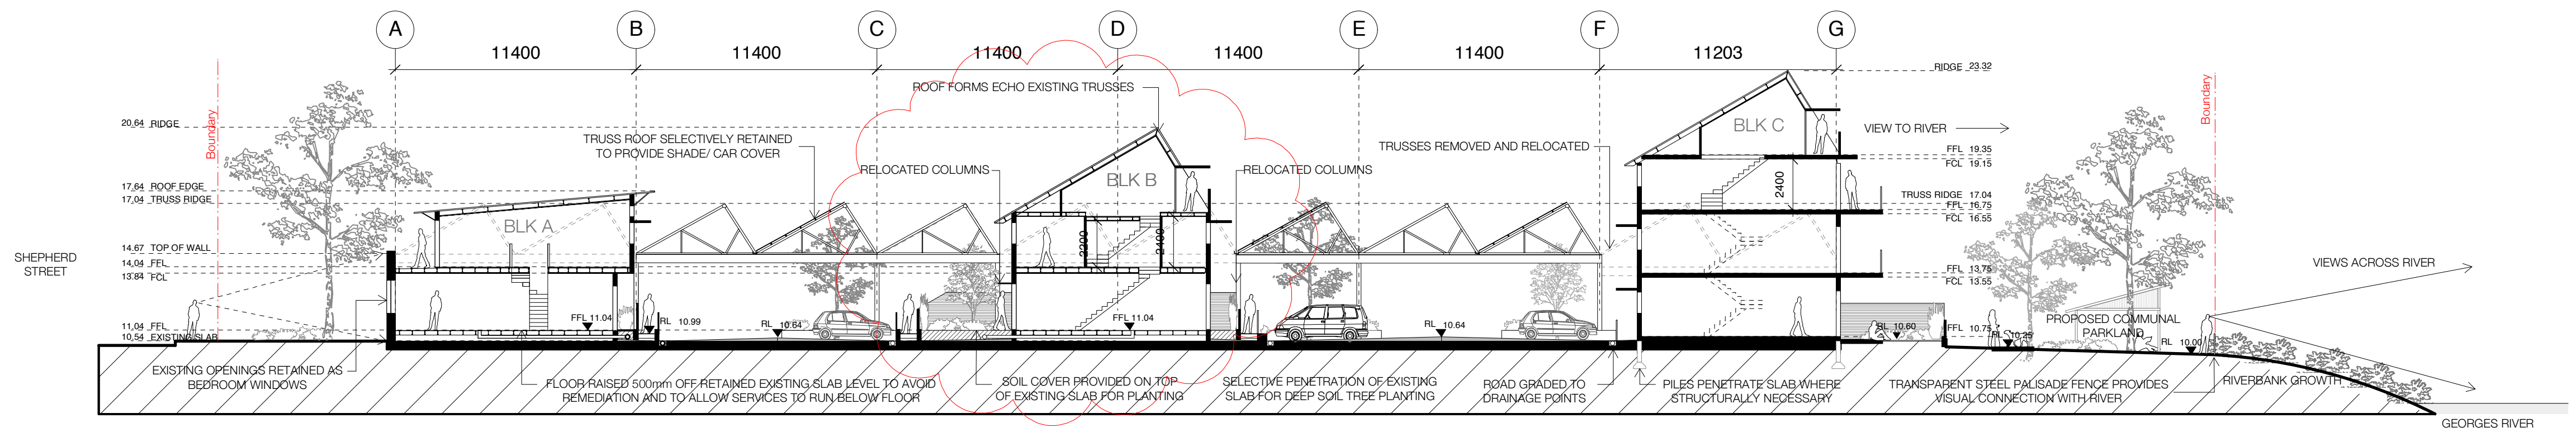 A
B
C
D
E
F
G
11400
11400
11400
11400
11400
11203
RIDGE 23.32
ROOF FORMS ECHO EXISTING TRUSSES
Boundary
Boundary
20,64 RIDGE
BLK C
VIEW TO RIVER
TRUSS ROOF SELECTIVELY RETAINED
TO PROVIDE SHADE/ CAR COVER
TRUSSES REMOVED AND RELOCATED
FFL 19.35
FCL 19.15
RELOCATED COLUMNS
RELOCATED COLUMNS
BLK B
2400
17,64 ROOF EDGE
17,04 TRUSS RIDGE
TRUSS RIDGE 17.04
FFL 16.75
FCL 16.55
BLK A
2200
2400
14.67 TOP OF WALL
14,04 FFL
13.84 FCL
SHEPHERD
STREET
FFL 13.75
FCL 13.55
VIEWS ACROSS RIVER
11,04 FFL
10,54 EXISTING SLAB
FFL 11.04
RL 10.99
RL 10.64
FFL 11.04
RL 10.64
RL 10.60
FFL 10.75
RL 10.25
PROPOSED COMMUNAL
PARKLAND
RL 10.00
EXISTING OPENINGS RETAINED AS
BEDROOM WINDOWS
FLOOR RAISED 500mm OFF RETAINED EXISTING SLAB LEVEL TO AVOID
REMEDIATION AND TO ALLOW SERVICES TO RUN BELOW FLOOR
SOIL COVER PROVIDED ON TOP
OF EXISTING SLAB FOR PLANTING
SELECTIVE PENETRATION OF EXISTING
SLAB FOR DEEP SOIL TREE PLANTING
ROAD GRADED TO
DRAINAGE POINTS
PILES PENETRATE SLAB WHERE
STRUCTURALLY NECESSARY
TRANSPARENT STEEL PALISADE FENCE PROVIDES
VISUAL CONNECTION WITH RIVER
RIVERBANK GROWTH
GEORGES RIVER